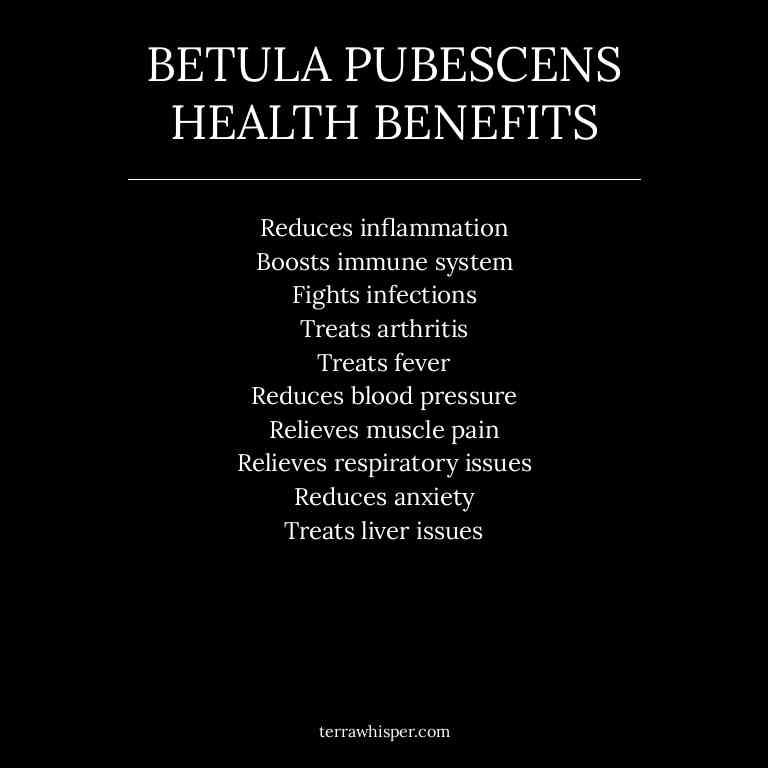 BETULA PUBESCENS
HEALTH BENEFITS
Reduces inflammation
Boosts immune system
Fights infections
Treats arthritis
Treats fever
Reduces blood pressure
Relieves muscle pain
Relieves respiratory issues
Reduces anxiety
Treats liver issues
terrawhisper.com